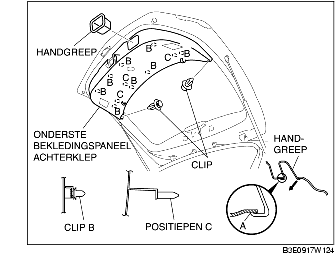 HANDGREEP
B
B
B
B
C
B
C
B
C
B
B
ONDERSTE
BEKLEDINGSPANEEL
ACHTERKLEP
CLIP
HAND-
GREEP
CLIP B
POSITIEPEN C
A
B3E0917W124